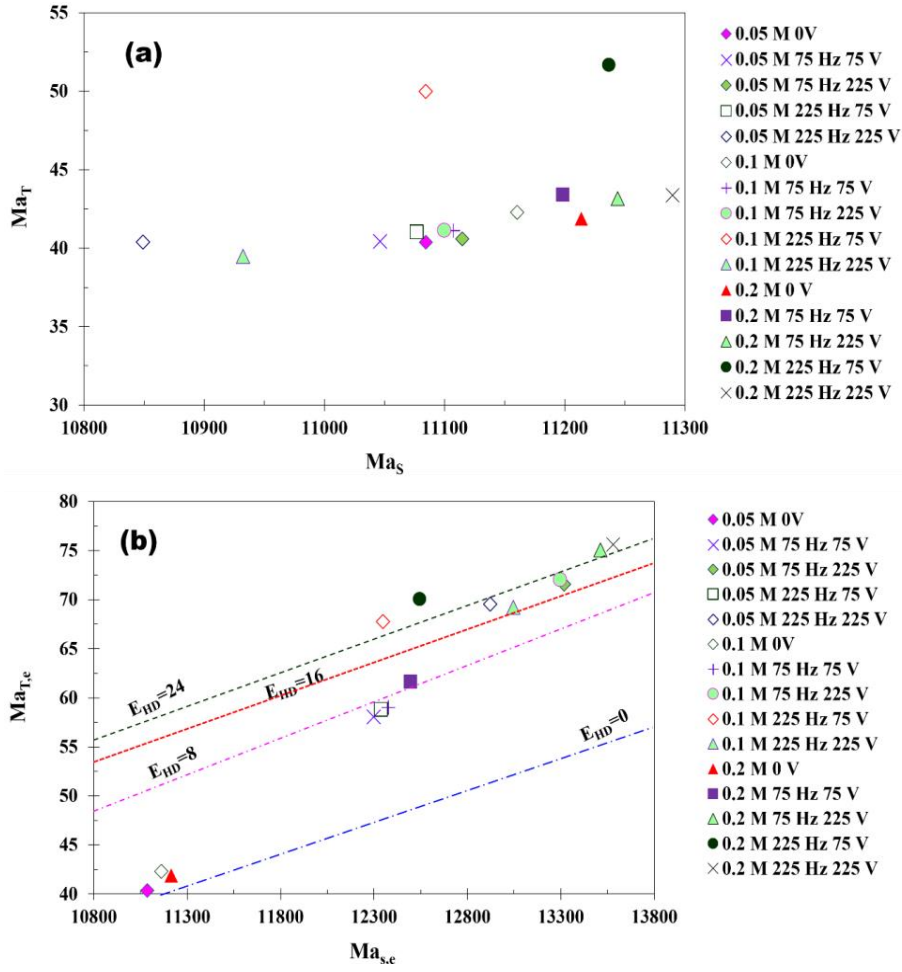 (a)
55
50
45
40
35
30
Ma_T
10800 10900 11000 11100 11200 11300
Ma_S
0.05 M 0V
0.05 M 75 Hz 75 V
0.05 M 75 Hz 225 V
0.05 M 225 Hz 75 V
0.05 M 225 Hz 225 V
0.1 M 0V
0.1 M 75 Hz 75 V
0.1 M 75 Hz 225 V
0.1 M 225 Hz 75 V
0.1 M 225 Hz 225 V
0.2 M 0 V
0.2 M 75 Hz 75 V
0.2 M 75 Hz 225 V
0.2 M 225 Hz 75 V
0.2 M 225 Hz 225 V
(b)
80
75
70
65
60
55
50
45
40
Ma_T,e
E_HD=24
E_HD=16
E_HD=8
E_HD=0
10800 11300 11800 12300 12800 13300 13800
Ma_s,e
0.05 M 0V
0.05 M 75 Hz 75 V
0.05 M 75 Hz 225 V
0.05 M 225 Hz 75 V
0.05 M 225 Hz 225 V
0.1 M 0V
0.1 M 75 Hz 75 V
0.1 M 75 Hz 225 V
0.1 M 225 Hz 75 V
0.1 M 225 Hz 225 V
0.2 M 0 V
0.2 M 75 Hz 75 V
0.2 M 75 Hz 225 V
0.2 M 225 Hz 75 V
0.2 M 225 Hz 225 V